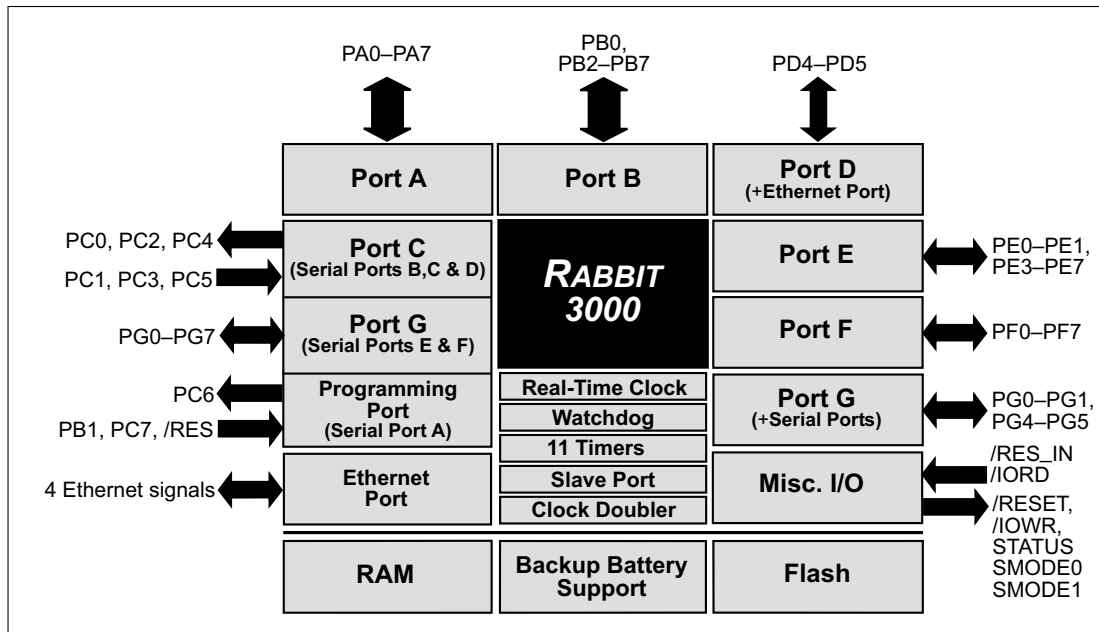 PA0–PA7
PB0,
PB2–PB7
PD4–PD5
Port A
Port B
Port D
(+Ethernet Port)
PC0, PC2, PC4
PC1, PC3, PC5
Port C
(Serial Ports B,C & D)
RABBIT
3000
Port E
PE0–PE1,
PE3–PE7
PG0–PG7
Port G
(Serial Ports E & F)
Port F
PF0–PF7
PC6
PB1, PC7, /RES
Programming
Port
(Serial Port A)
Real-Time Clock
Watchdog
11 Timers
Slave Port
Clock Doubler
Port G
(+Serial Ports)
PG0–PG1,
PG4–PG5
4 Ethernet signals
Ethernet
Port
Misc. I/O
/RES_IN
/IORD
/RESET,
/IOWR,
STATUS
SMODE0
SMODE1
RAM
Backup Battery
Support
Flash